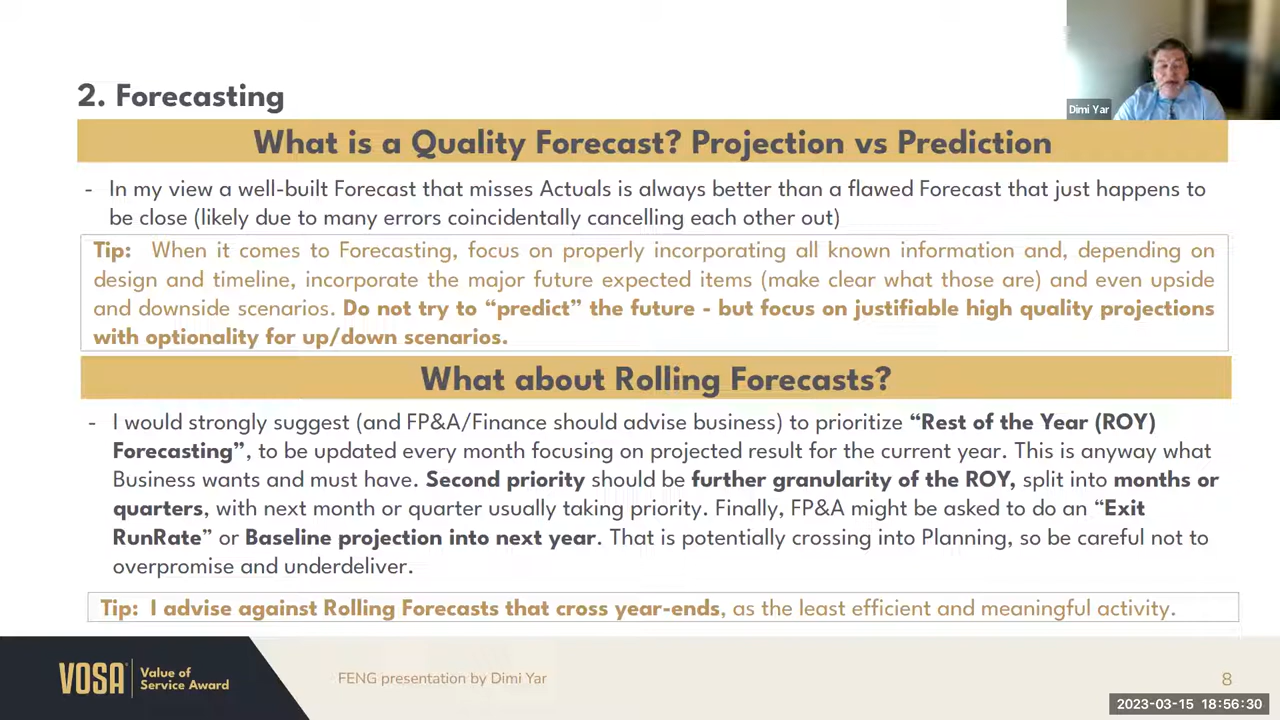 Dimi Yar
2. Forecasting
What is a Quality Forecast? Projection vs Prediction
- In my view a well-built Forecast that misses Actuals is always better than a flawed Forecast that just happens to
be close (likely due to many errors coincidentally cancelling each other out)
Tip: When it comes to Forecasting, focus on properly incorporating all known information and, depending on
design and timeline, incorporate the major future expected items (make clear what those are) and even upside
and downside scenarios. Do not try to “predict” the future - but focus on justifiable high quality projections
with optionality for up/down scenarios.
What about Rolling Forecasts?
- I would strongly suggest (and FP&A/Finance should advise business) to prioritize “Rest of the Year (ROY)
Forecasting”, to be updated every month focusing on projected result for the current year. This is anyway what
Business wants and must have. Second priority should be further granularity of the ROY, split into months or
quarters, with next month or quarter usually taking priority. Finally, FP&A might be asked to do an “Exit
RunRate” or Baseline projection into next year. That is potentially crossing into Planning, so be careful not to
overpromise and underdeliver.
Tip: I advise against Rolling Forecasts that cross year-ends, as the least efficient and meaningful activity.
VOSA
Value of
Service Award
FENG presentation by Dimi Yar
8
2023-03-15 18:56:30